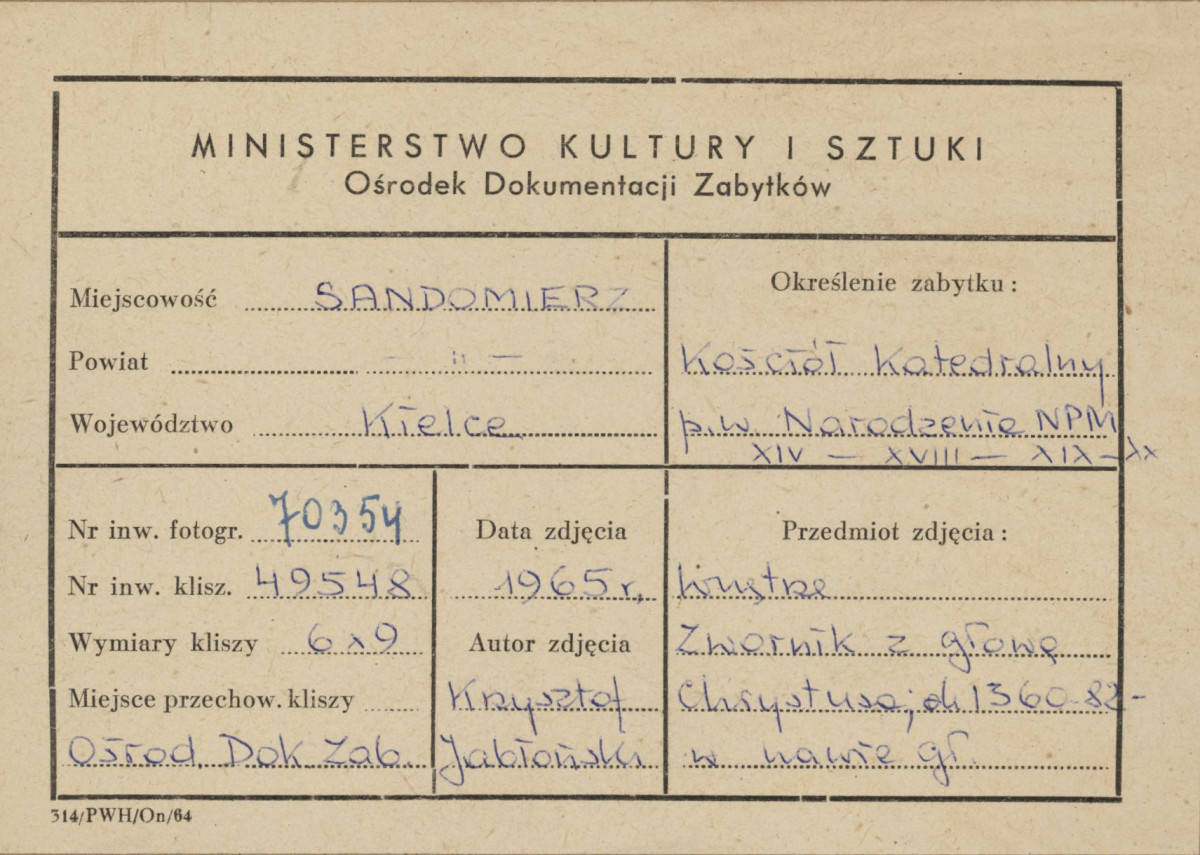 MINISTERSTWO KULTURY I SZTUKI
Ośrodek Dokumentacji Zabytków
Miejscowość SANDOMIERZ
Powiat — „ —
Województwo Kielce
Określenie zabytku:
Kościół Katedralny
p.w. Narodzenia NPM
XIV — XVIII — XIX — XX
Nr inw. fotogr. 70354
Nr inw. klisz. 49548
Wymiary kliszy 6x9
Miejsce przechow. kliszy
Ośrod. Dok Zab.
Data zdjęcia
1965 r,
Autor zdjęcia
Krzysztof
Jabłoński
Przedmiot zdjęcia:
Wnętrze
Zwornik z głową
Chrystusa; 1360-82-
w nawie gł.
314/PWH/On/64